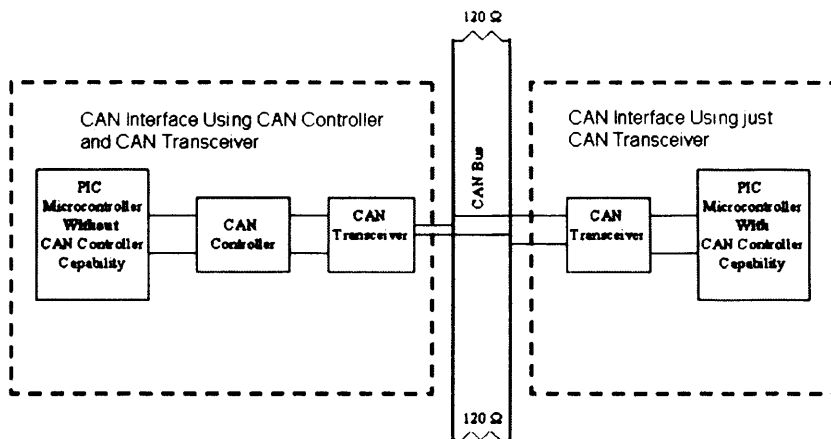 120 Ω
CAN Interface Using CAN Controller
and CAN Transceiver
PIC
Microcontroller
Without
CAN Controller
Capability
CAN
Controller
CAN
Transceiver
CAN Bus
CAN Interface Using just
CAN Transceiver
CAN
Transceiver
PIC
Microcontroller
With
CAN Controller
Capability
120 Ω